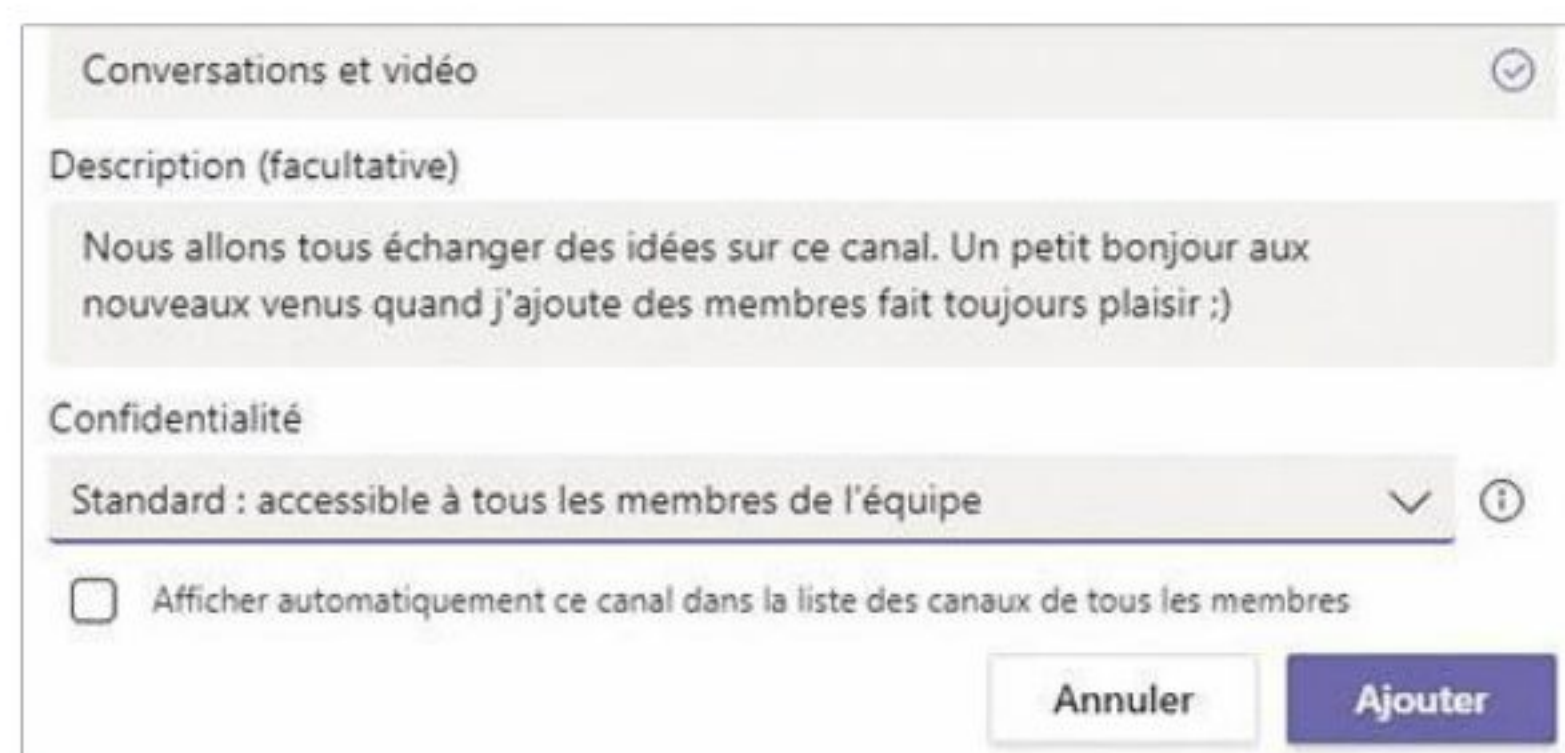 Conversations et vidéo
Description (facultative)
Nous allons tous échanger des idées sur ce canal. Un petit bonjour aux
nouveaux venus quand j'ajoute des membres fait toujours plaisir ;)
Confidentialité
Standard : accessible à tous les membres de l'équipe
Afficher automatiquement ce canal dans la liste des canaux de tous les membres
Annuler
Ajouter